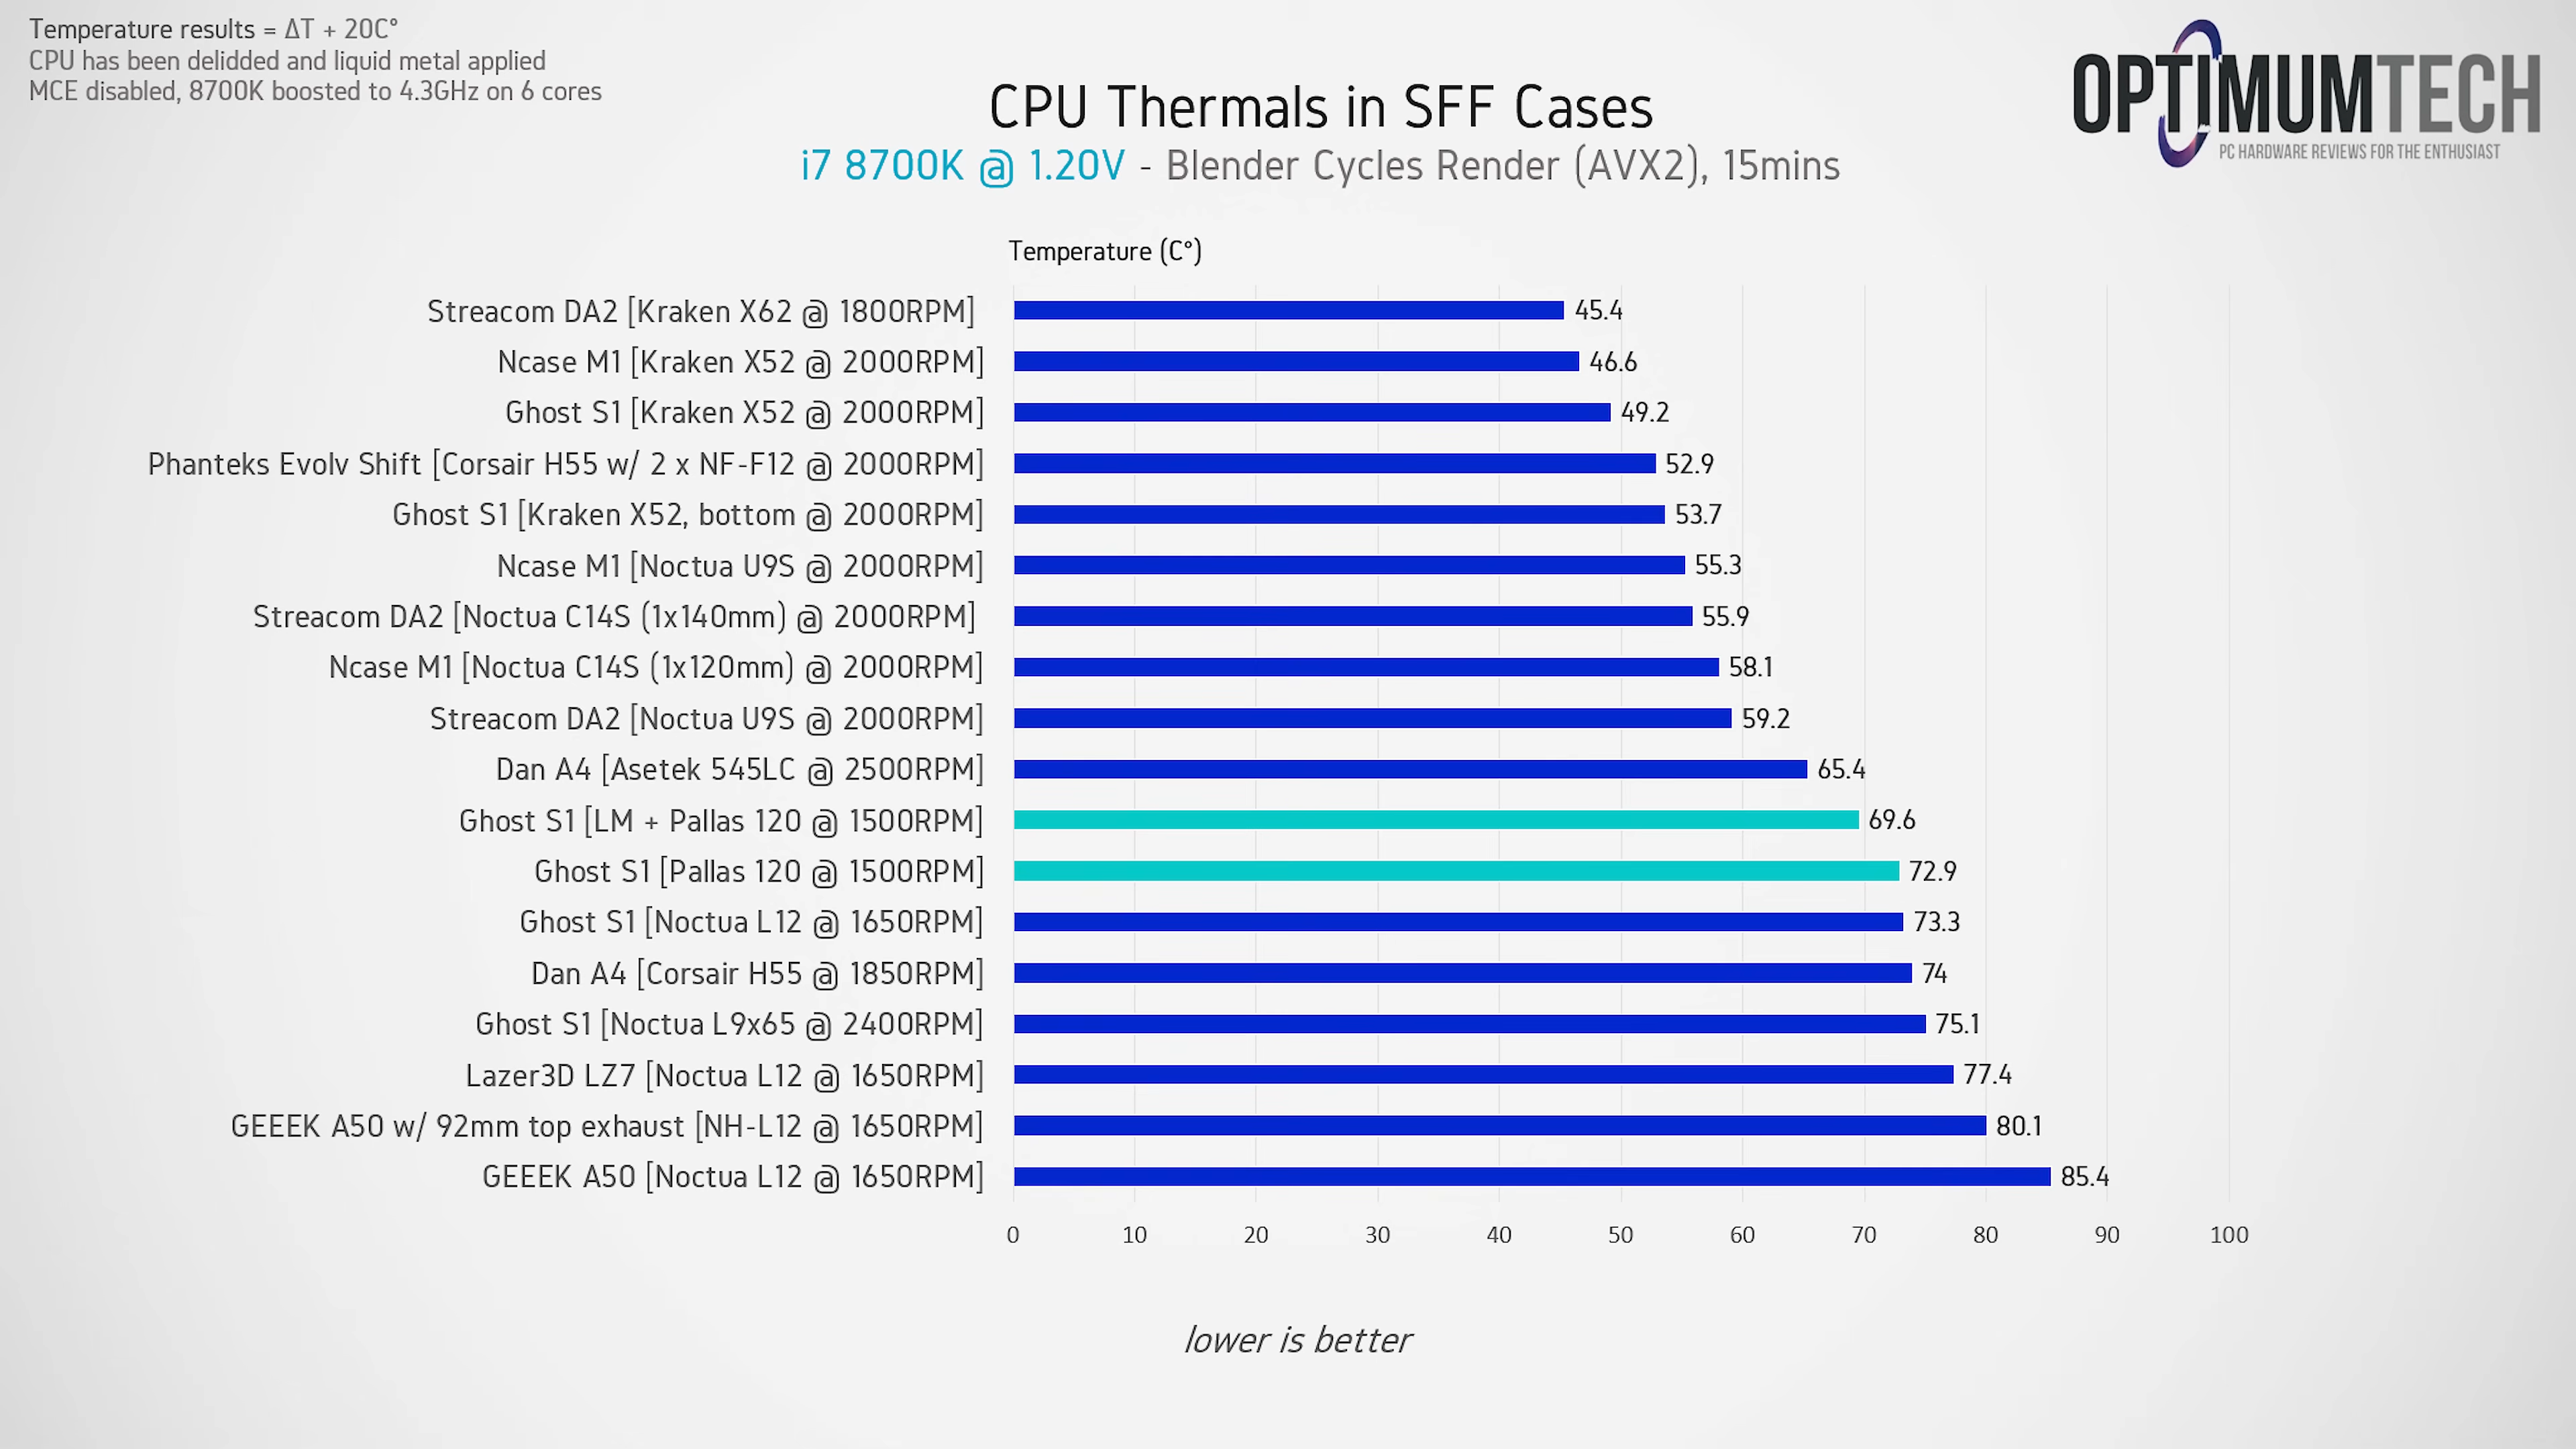 Temperature results = ΔT + 20C°
CPU has been delidded and liquid metal applied
MCE disabled, 8700K boosted to 4.3GHz on 6 cores
OPTIMUMTECH
PC HARDWARE REVIEWS FOR THE ENTHUSIAST
CPU Thermals in SFF Cases
i7 8700K @ 1.20V - Blender Cycles Render (AVX2), 15mins
Temperature (C°)
Streacom DA2 [Kraken X62 @ 1800RPM] 45.4
Ncase M1 [Kraken X52 @ 2000RPM] 46.6
Ghost S1 [Kraken X52 @ 2000RPM] 49.2
Phanteks Evolv Shift [Corsair H55 w/ 2 x NF-F12 @ 2000RPM] 52.9
Ghost S1 [Kraken X52, bottom @ 2000RPM] 53.7
Ncase M1 [Noctua U9S @ 2000RPM] 55.3
Streacom DA2 [Noctua C14S (1x140mm) @ 2000RPM] 55.9
Ncase M1 [Noctua C14S (1x120mm) @ 2000RPM] 58.1
Streacom DA2 [Noctua U9S @ 2000RPM] 59.2
Dan A4 [Asetek 545LC @ 2500RPM] 65.4
Ghost S1 [LM + Pallas 120 @ 1500RPM] 69.6
Ghost S1 [Pallas 120 @ 1500RPM] 72.9
Ghost S1 [Noctua L12 @ 1650RPM] 73.3
Dan A4 [Corsair H55 @ 1850RPM] 74
Ghost S1 [Noctua L9x65 @ 2400RPM] 75.1
Lazer3D LZ7 [Noctua L12 @ 1650RPM] 77.4
GEEEK A50 w/ 92mm top exhaust [NH-L12 @ 1650RPM] 80.1
GEEEK A50 [Noctua L12 @ 1650RPM] 85.4
0 10 20 30 40 50 60 70 80 90 100
lower is better